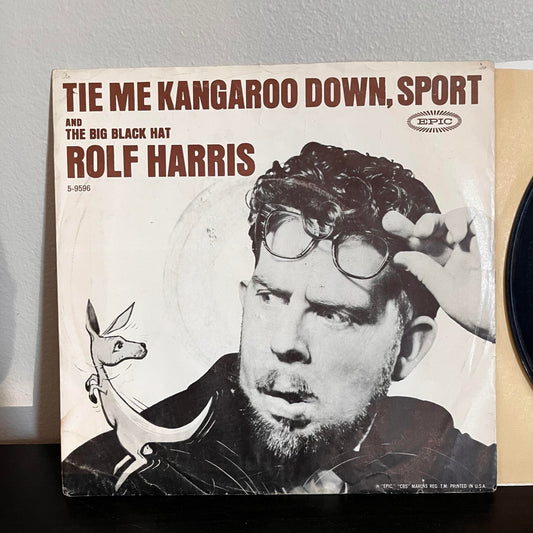 TIE ME KANGAROO DOWN, SPORT
AND
THE BIG BLACK HAT
EPIC
ROLF HARRIS
5-9596
® "EPIC," "CBS" MARCAS REG. T.M. PRINTED IN U.S.A.